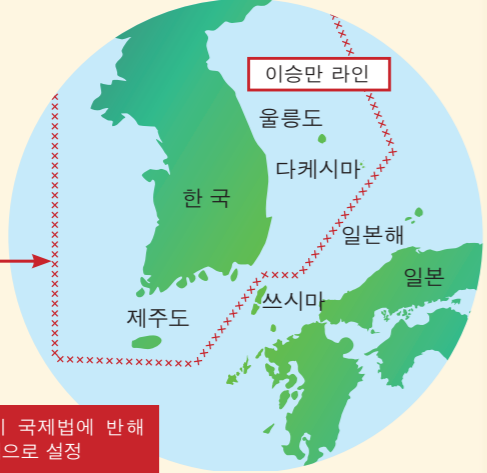 이승만 라인
울릉도
다케시마
한 국
일본해
일본
쓰시마
제주도
국제법에 반해
으로 설정